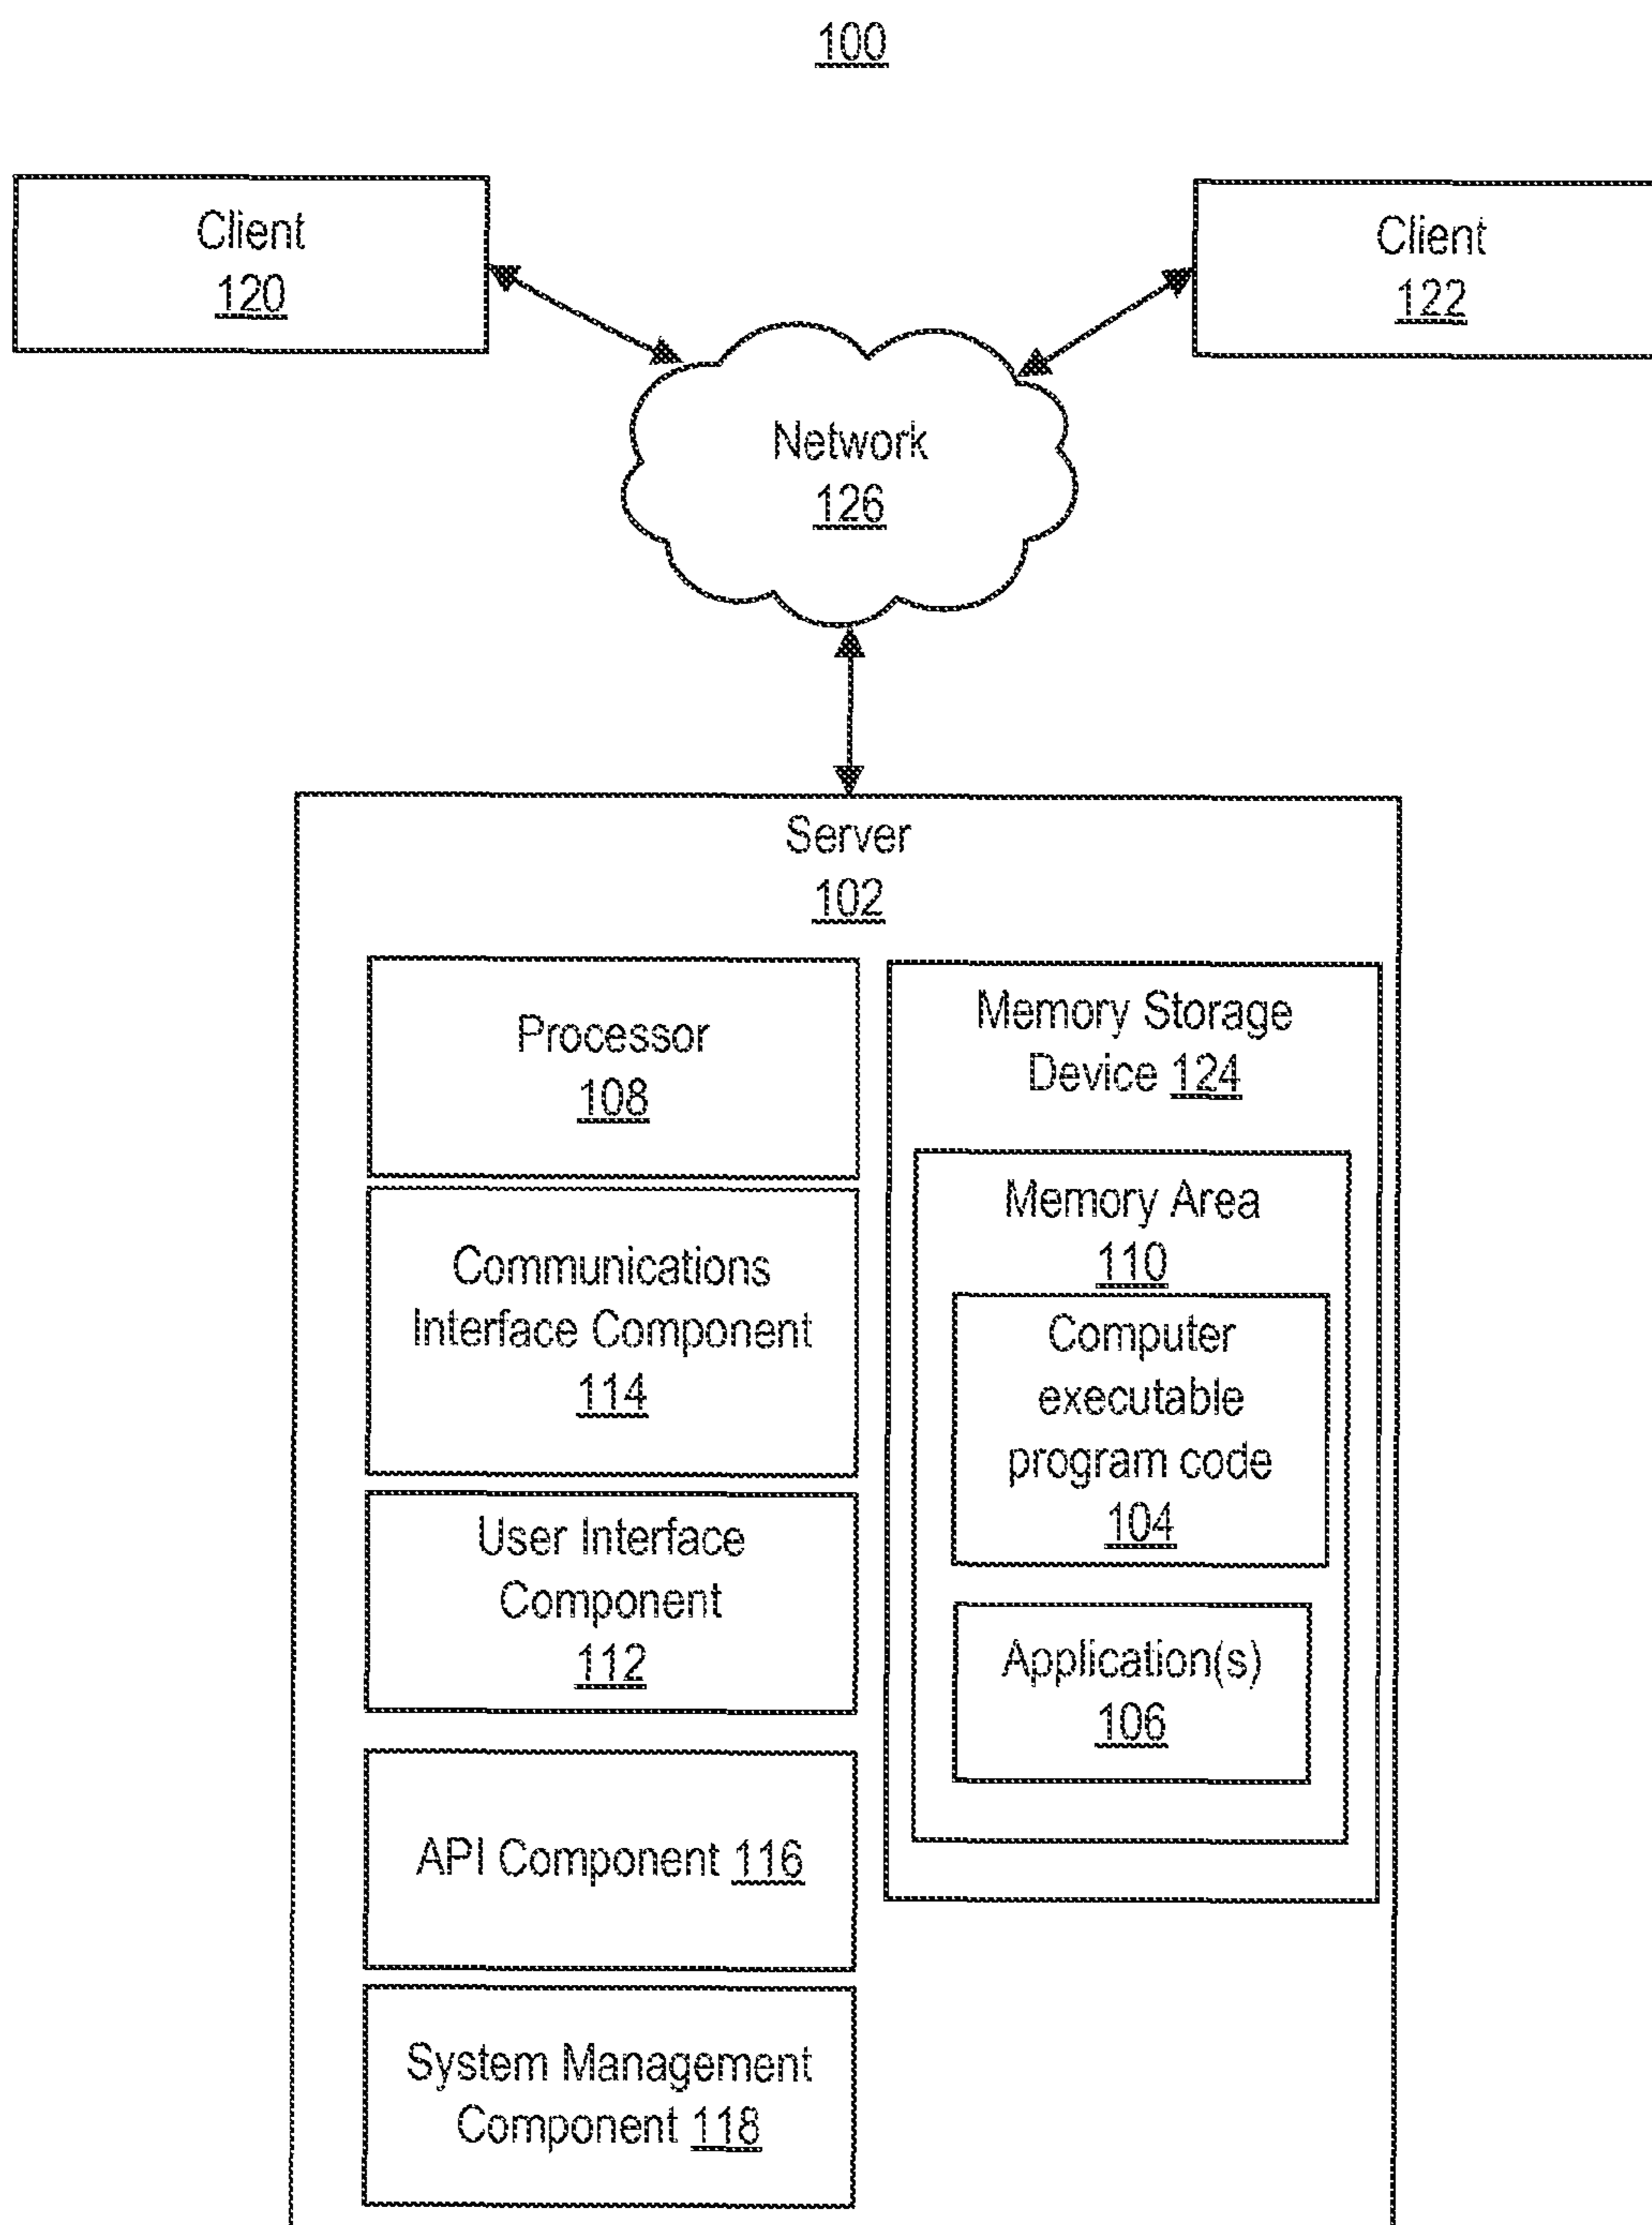 100
Client
120
Client
122
Network
126
Server
102
Processor
108
Communications
Interface Component
114
User Interface
Component
112
API Component 116
System Management
Component 118
Memory Storage
Device 124
Memory Area
110
Computer
executable
program code
104
Application(s)
106